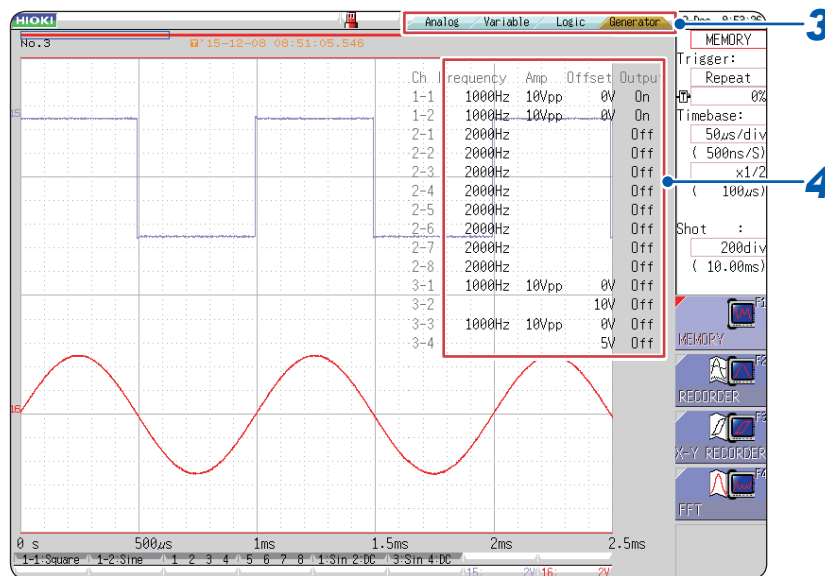 HIOKI
Analog Variable Logic Generator
3
No.3
'15-12-08 08:51:05.546
MEMORY
Trigger:
Repeat
0%
Timebase:
50µs/div
( 500ns/S)
x1/2
( 100µs)
Shot :
200div
( 10.00ms)
Ch Frequency Amp Offset Output
1-1 1000Hz 10Vpp 0V On
1-2 1000Hz 10Vpp 0V On
2-1 2000Hz Off
2-2 2000Hz Off
2-3 2000Hz Off
2-4 2000Hz Off
2-5 2000Hz Off
2-6 2000Hz Off
2-7 2000Hz Off
2-8 2000Hz Off
3-1 1000Hz 10Vpp 0V Off
3-2 10V Off
3-3 1000Hz 10Vpp 0V Off
3-4 5V Off
4
15
16
F1
MEMORY
F2
RECORDER
F3
X-Y RECORDER
F4
FFT
0 s 500µs 1ms 1.5ms 2ms 2.5ms
1-1:Square 1-2:Sine 1 2 3 4 5 6 7 8 1:Sin 2:DC 3:Sin 4:DC